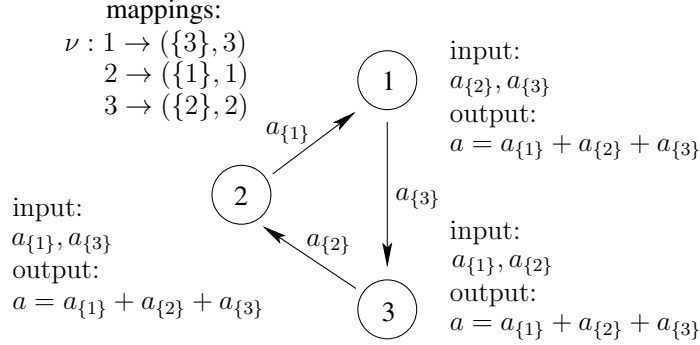 mappings:
ν : 1 → ({3}, 3)
2 → ({1}, 1)
3 → ({2}, 2)
1
input:
a_{2}, a_{3}
output:
a = a_{1} + a_{2} + a_{3}
a_{1}
2
a_{3}
input:
a_{1}, a_{3}
output:
a = a_{1} + a_{2} + a_{3}
a_{2}
3
input:
a_{1}, a_{2}
output:
a = a_{1} + a_{2} + a_{3}